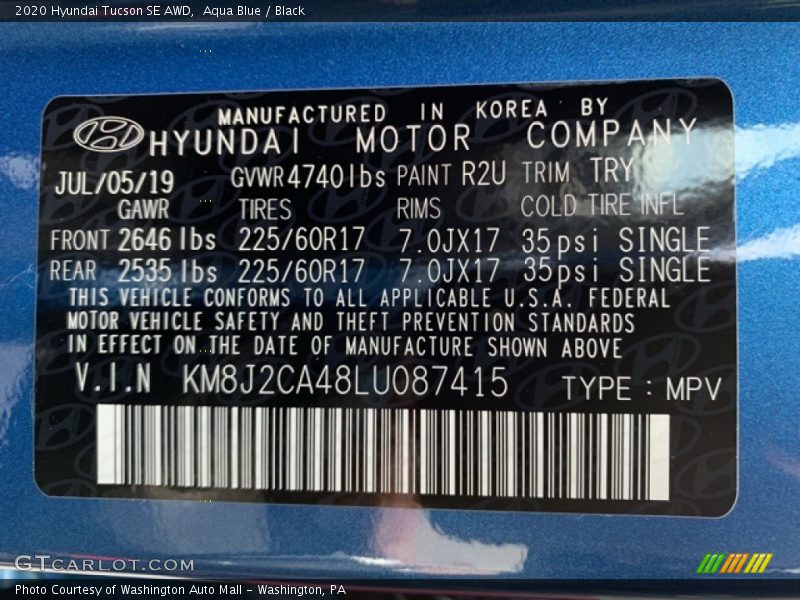 2020 Hyundai Tucson SE AWD,  Aqua Blue / Black
MANUFACTURED IN KOREA BY
HYUNDAI MOTOR COMPANY
JUL/05/19 GVWR4740lbs PAINT R2U TRIM TRY
GAWR TIRES RIMS COLD TIRE INFL
FRONT 2646 lbs 225/60R17 7.0JX17 35psi SINGLE
REAR 2535 lbs 225/60R17 7.0JX17 35psi SINGLE
THIS VEHICLE CONFORMS TO ALL APPLICABLE U.S.A. FEDERAL
MOTOR VEHICLE SAFETY AND THEFT PREVENTION STANDARDS
IN EFFECT ON THE DATE OF MANUFACTURE SHOWN ABOVE
V.I.N KM8J2CA48LU087415 TYPE : MPV
GTCARLOT.COM
Photo Courtesy of Washington Auto Mall - Washington, PA